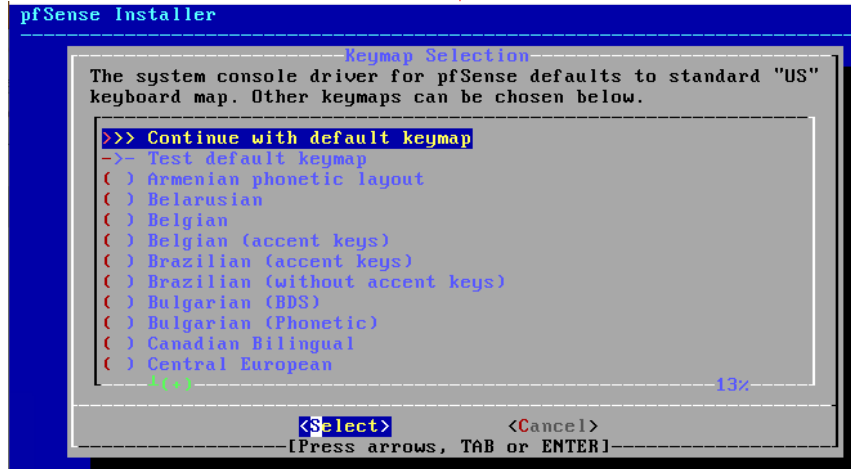 pfSense Installer
Keymap Selection
The system console driver for pfSense defaults to standard "US"
keyboard map. Other keymaps can be chosen below.
>>> Continue with default keymap
->- Test default keymap
( ) Armenian phonetic layout
( ) Belarusian
( ) Belgian
( ) Belgian (accent keys)
( ) Brazilian (accent keys)
( ) Brazilian (without accent keys)
( ) Bulgarian (BDS)
( ) Bulgarian (Phonetic)
( ) Canadian Bilingual
( ) Central European
┴(+) 13%
<Select> <Cancel>
[Press arrows, TAB or ENTER]